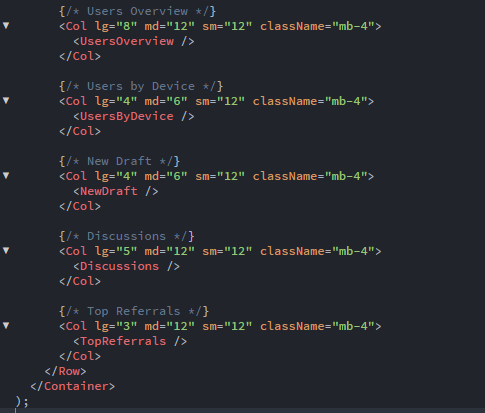 {/* Users Overview */}
<Col lg="8" md="12" sm="12" className="mb-4">
<UsersOverview />
</Col>
{/* Users by Device */}
<Col lg="4" md="6" sm="12" className="mb-4">
<UsersByDevice />
</Col>
{/* New Draft */}
<Col lg="4" md="6" sm="12" className="mb-4">
<NewDraft />
</Col>
{/* Discussions */}
<Col lg="5" md="12" sm="12" className="mb-4">
<Discussions />
</Col>
{/* Top Referrals */}
<Col lg="3" md="12" sm="12" className="mb-4">
<TopReferrals />
</Col>
</Row>
</Container>
);